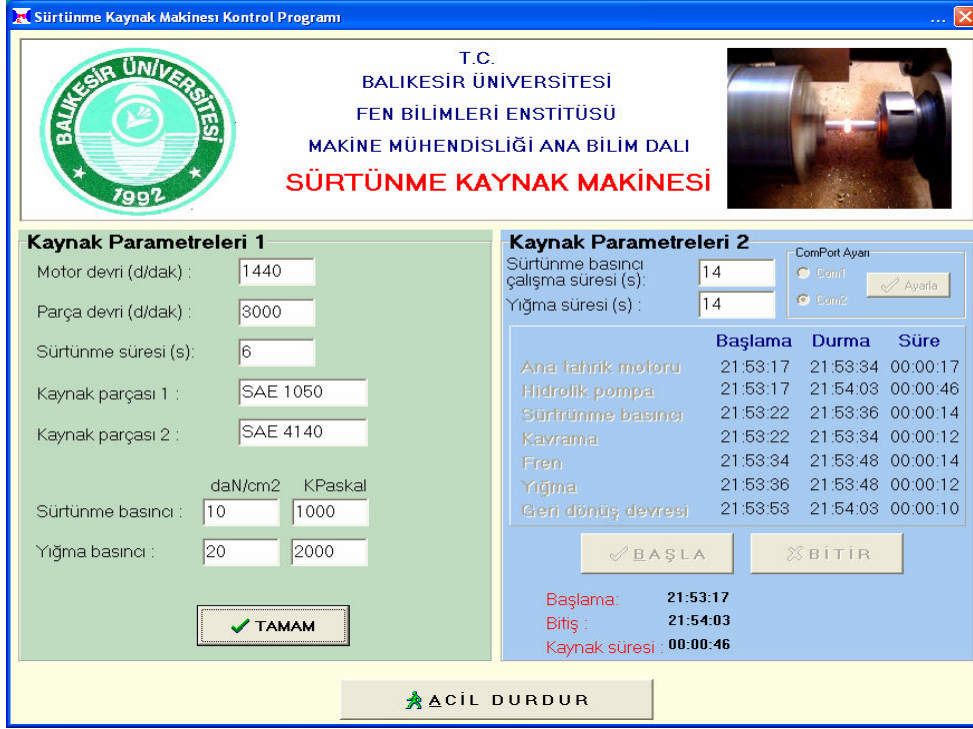 Sürtünme Kaynak Makinesı Kontrol Programı
...
T.C.
BALIKESİR ÜNİVERSİTESİ
FEN BİLİMLERİ ENSTİTÜSÜ
MAKİNE MÜHENDİSLİĞİ ANA BİLİM DALI
SÜRTÜNME KAYNAK MAKİNESİ
BALIKESİR ÜNİVERSİTESİ
1992
Kaynak Parametreleri 1
Motor devri (d/dak) : 1440
Parça devri (d/dak) : 3000
Sürtünme süresi (s): 6
Kaynak parçası 1 : SAE 1050
Kaynak parçası 2 : SAE 4140
daN/cm2 KPaskal
Sürtünme basıncı : 10 1000
Yığma basıncı : 20 2000
TAMAM
Kaynak Parametreleri 2
Sürtünme basıncı
çalışma süresi (s): 14
Yığma süresi (s) : 14
ComPort Ayarı
Com1
Com2
Ayarla
Başlama Durma Süre
Ana tahrik motoru 21:53:17 21:53:34 00:00:17
Hidrolik pompa 21:53:17 21:54:03 00:00:46
Sürtrünme basıncı 21:53:22 21:53:36 00:00:14
Kavrama 21:53:22 21:53:34 00:00:12
Fren 21:53:34 21:53:48 00:00:14
Yığma 21:53:36 21:53:48 00:00:12
Geri dönüş devresi 21:53:53 21:54:03 00:00:10
BAŞLA BİTİR
Başlama: 21:53:17
Bitiş : 21:54:03
Kaynak süresi : 00:00:46
ACİL DURDUR